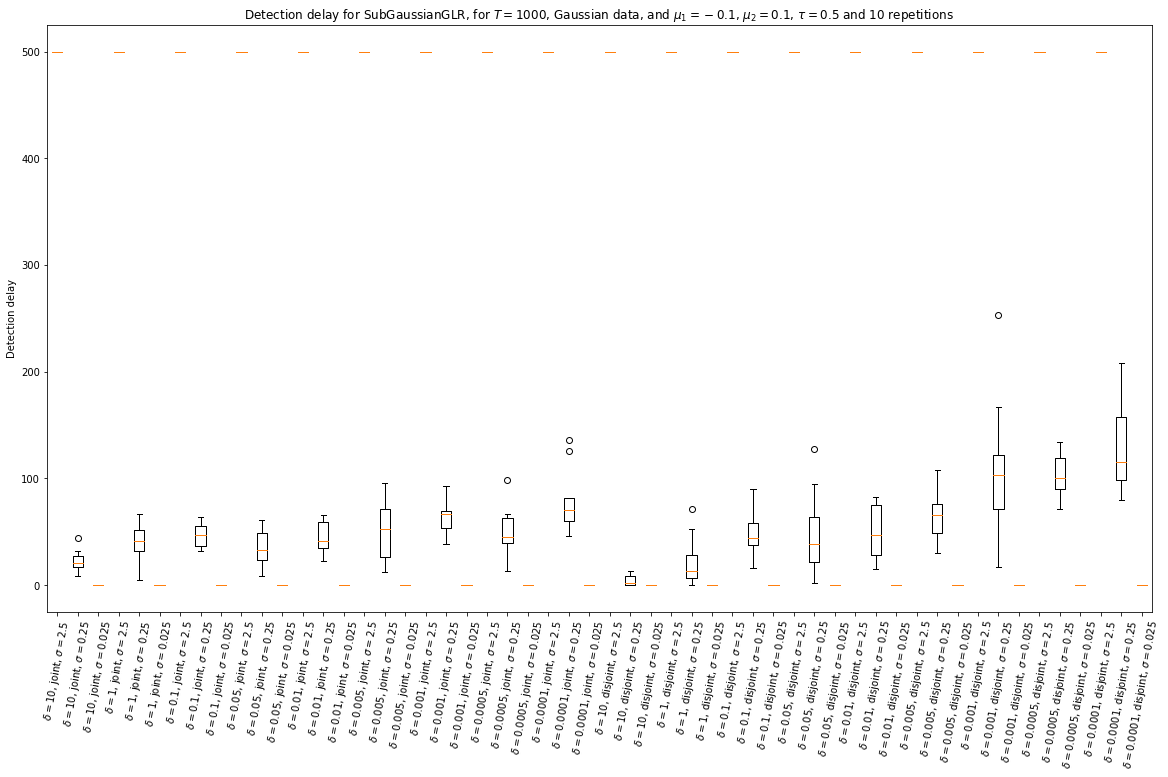 Detection delay for SubGaussianGLR, for T = 1000, Gaussian data, and μ₁ = −0.1, μ₂ = 0.1, τ = 0.5 and 10 repetitions
Detection delay
500
400
300
200
100
0
δ = 10, joint, σ = 2.5
δ = 10, joint, σ = 0.25
δ = 10, joint, σ = 0.025
δ = 1, joint, σ = 2.5
δ = 1, joint, σ = 0.25
δ = 1, joint, σ = 0.025
δ = 0.1, joint, σ = 2.5
δ = 0.1, joint, σ = 0.25
δ = 0.1, joint, σ = 0.025
δ = 0.05, joint, σ = 2.5
δ = 0.05, joint, σ = 0.25
δ = 0.05, joint, σ = 0.025
δ = 0.01, joint, σ = 2.5
δ = 0.01, joint, σ = 0.25
δ = 0.01, joint, σ = 0.025
δ = 0.005, joint, σ = 2.5
δ = 0.005, joint, σ = 0.25
δ = 0.005, joint, σ = 0.025
δ = 0.001, joint, σ = 2.5
δ = 0.001, joint, σ = 0.25
δ = 0.001, joint, σ = 0.025
δ = 0.0005, joint, σ = 2.5
δ = 0.0005, joint, σ = 0.25
δ = 0.0005, joint, σ = 0.025
δ = 0.0001, joint, σ = 2.5
δ = 0.0001, joint, σ = 0.25
δ = 0.0001, joint, σ = 0.025
δ = 10, disjoint, σ = 2.5
δ = 10, disjoint, σ = 0.25
δ = 10, disjoint, σ = 0.025
δ = 1, disjoint, σ = 2.5
δ = 1, disjoint, σ = 0.25
δ = 1, disjoint, σ = 0.025
δ = 0.1, disjoint, σ = 2.5
δ = 0.1, disjoint, σ = 0.25
δ = 0.1, disjoint, σ = 0.025
δ = 0.05, disjoint, σ = 2.5
δ = 0.05, disjoint, σ = 0.25
δ = 0.05, disjoint, σ = 0.025
δ = 0.01, disjoint, σ = 2.5
δ = 0.01, disjoint, σ = 0.25
δ = 0.01, disjoint, σ = 0.025
δ = 0.005, disjoint, σ = 2.5
δ = 0.005, disjoint, σ = 0.25
δ = 0.005, disjoint, σ = 0.025
δ = 0.001, disjoint, σ = 2.5
δ = 0.001, disjoint, σ = 0.25
δ = 0.001, disjoint, σ = 0.025
δ = 0.0005, disjoint, σ = 2.5
δ = 0.0005, disjoint, σ = 0.25
δ = 0.0005, disjoint, σ = 0.025
δ = 0.0001, disjoint, σ = 2.5
δ = 0.0001, disjoint, σ = 0.25
δ = 0.0001, disjoint, σ = 0.025